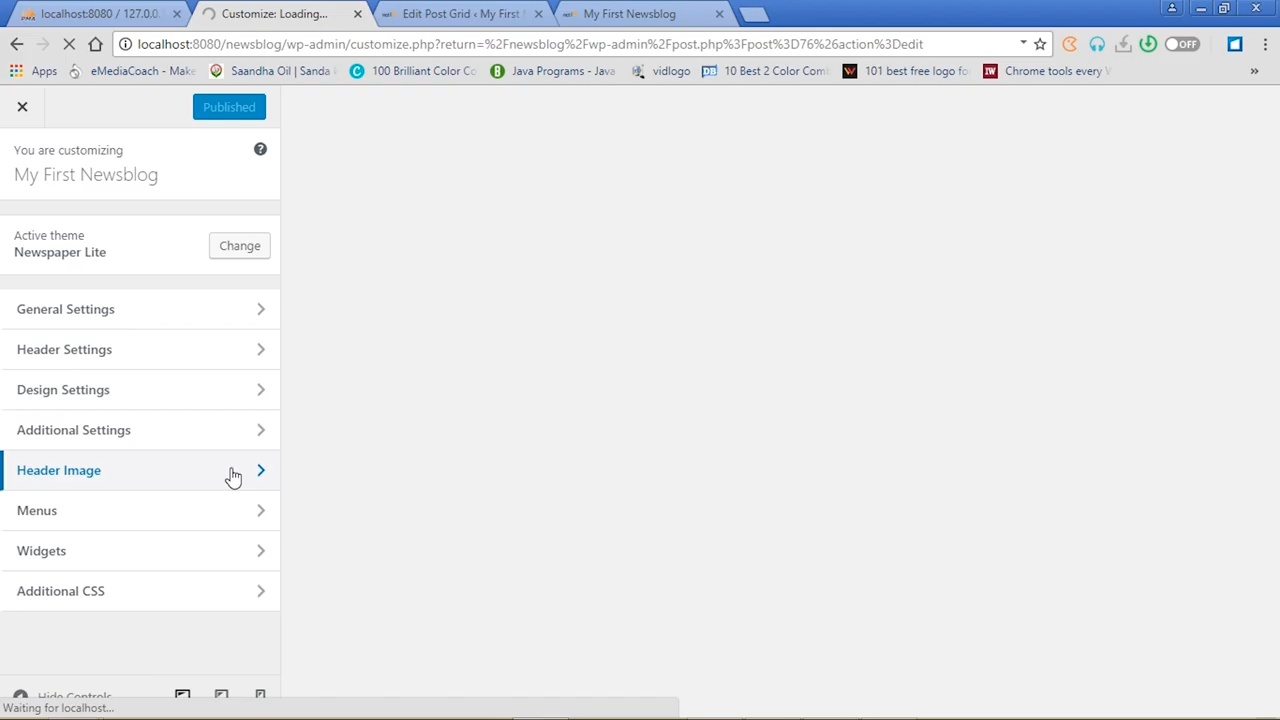 localhost:8080 / 127.0.0.
Customize: Loading...
Edit Post Grid ‹ My First N
My First Newsblog
localhost:8080/newsblog/wp-admin/customize.php?return=%2Fnewsblog%2Fwp-admin%2Fpost.php%3Fpost%3D76%26action%3Dedit
OFF
Apps
eMediaCoach - Make
Saandha Oil | Sanda
100 Brilliant Color Co
Java Programs - Java
vidlogo
10 Best 2 Color Comb
101 best free logo fo
Chrome tools every W
»
Published
You are customizing
My First Newsblog
Active theme
Newspaper Lite
Change
General Settings
Header Settings
Design Settings
Additional Settings
Header Image
Menus
Widgets
Additional CSS
Hide Controls
Waiting for localhost...